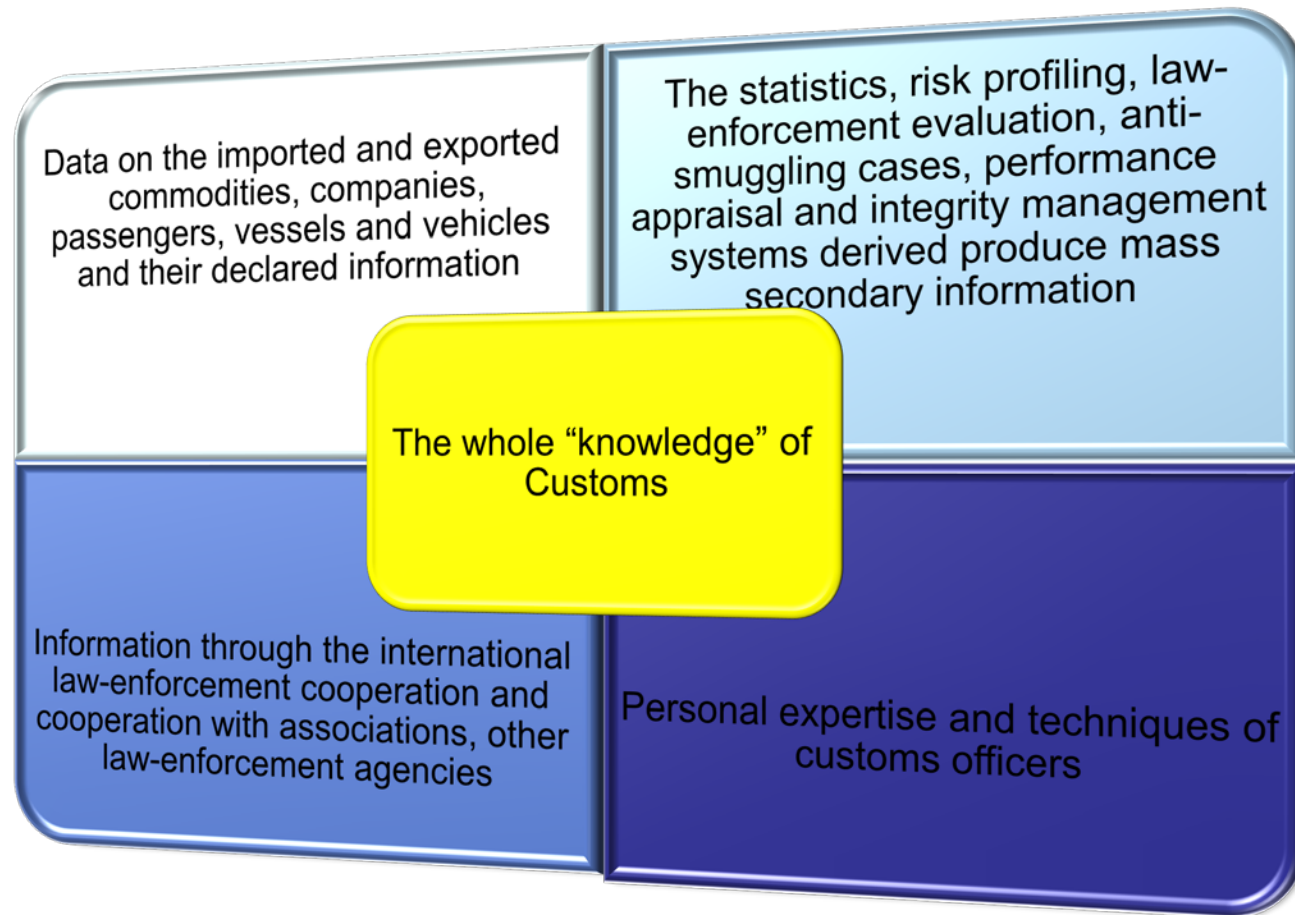 Data on the imported and exported
commodities, companies,
passengers, vessels and vehicles
and their declared information
The statistics, risk profiling, law-
enforcement evaluation, anti-
smuggling cases, performance
appraisal and integrity management
systems derived produce mass
secondary information
The whole “knowledge” of
Customs
Information through the international
law-enforcement cooperation and
cooperation with associations, other
law-enforcement agencies
Personal expertise and techniques of
customs officers